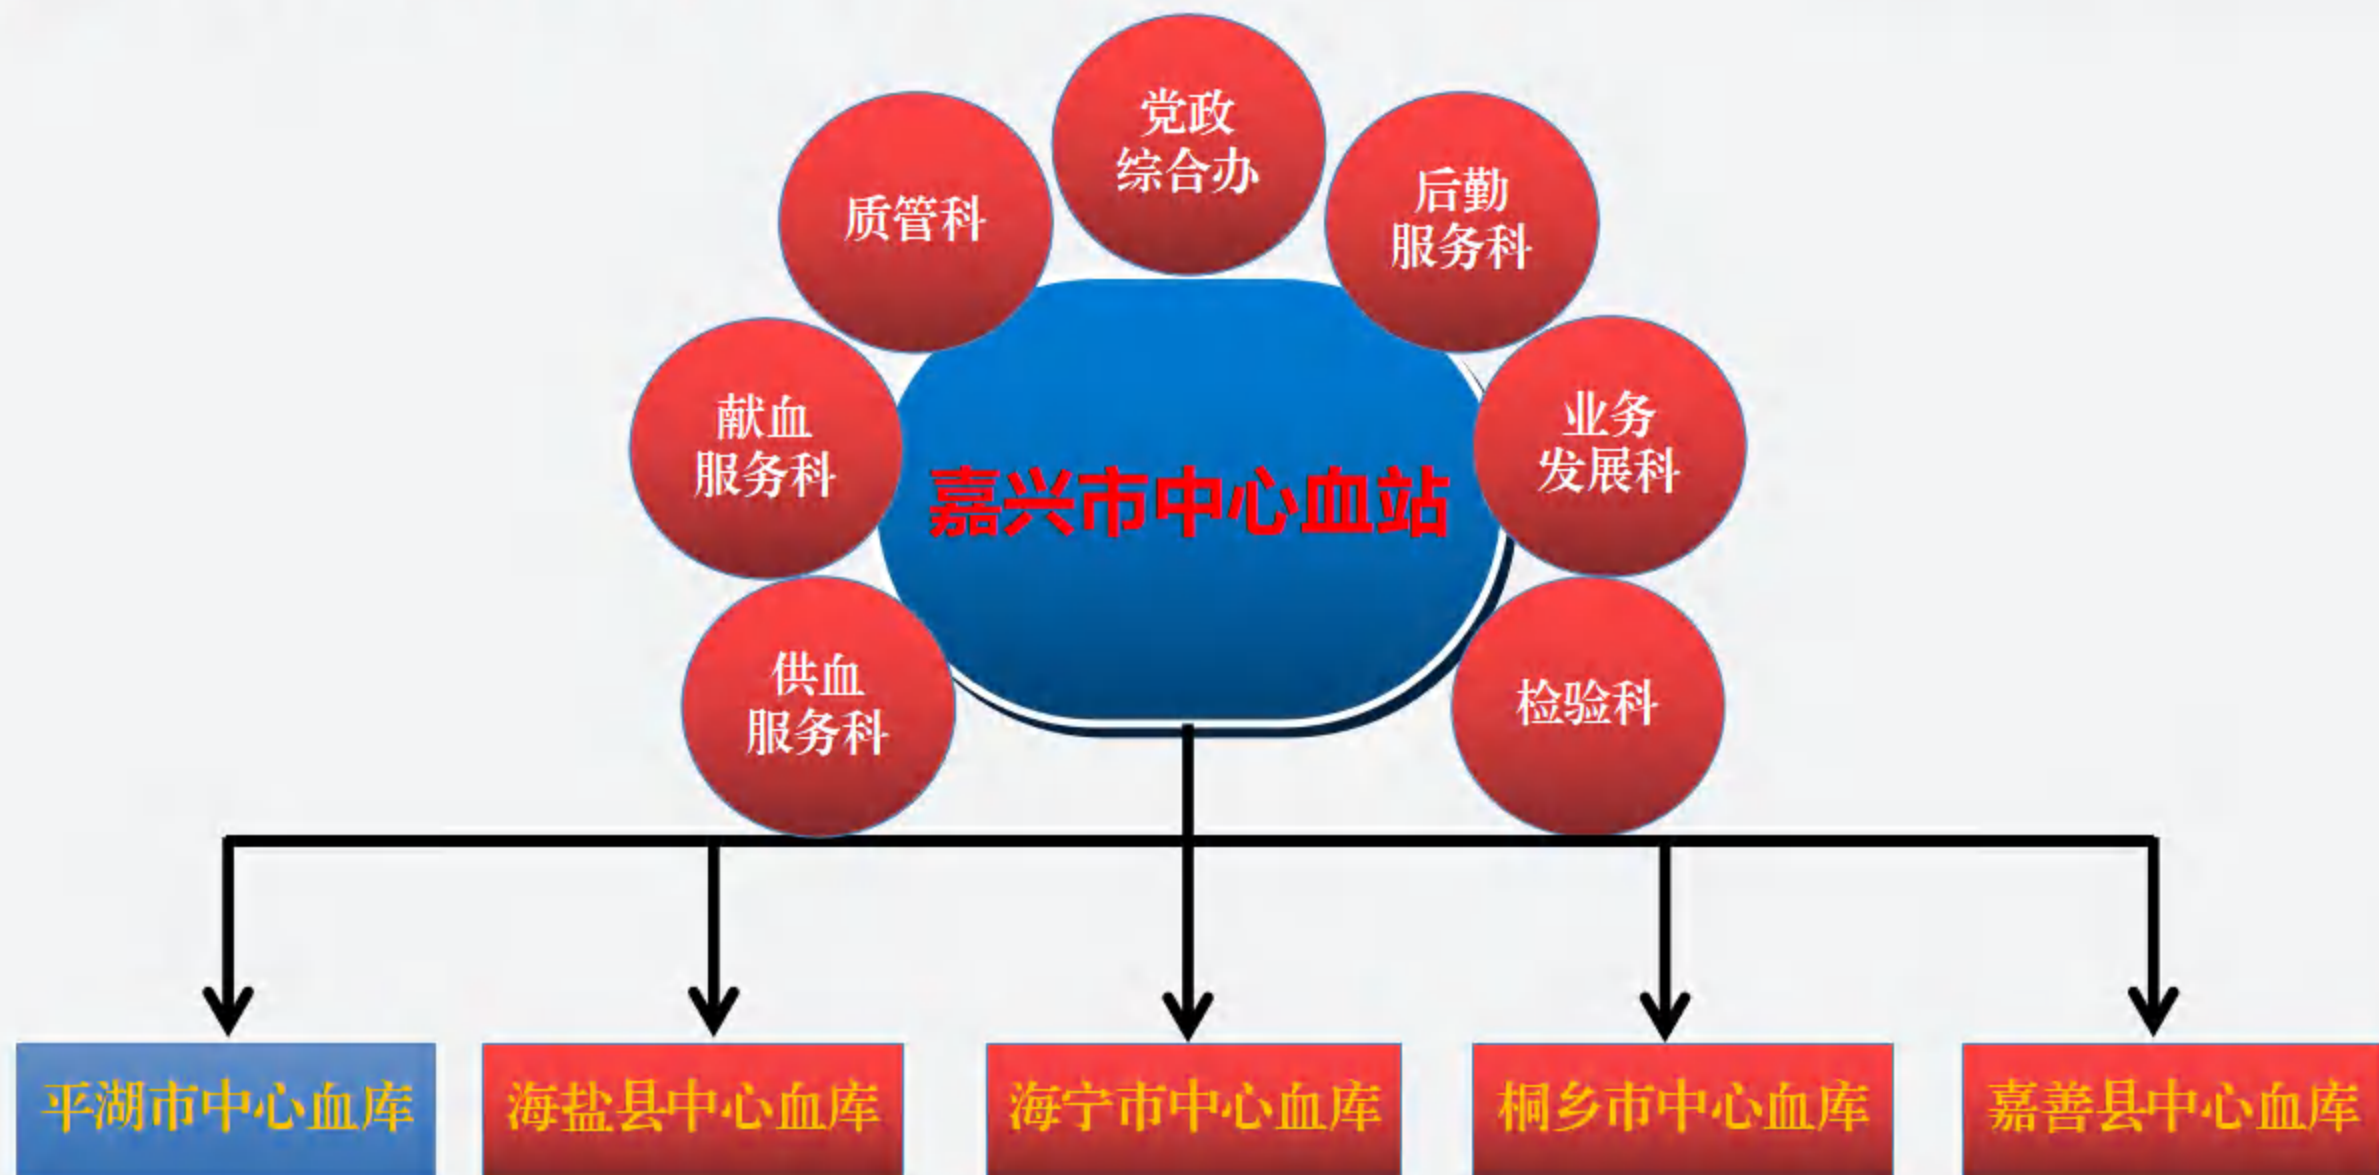 党政
综合办
质管科
后勤
服务科
献血
服务科
业务
发展科
嘉兴市中心血站
供血
服务科
检验科
平湖市中心血库
海盐县中心血库
海宁市中心血库
桐乡市中心血库
嘉善县中心血库